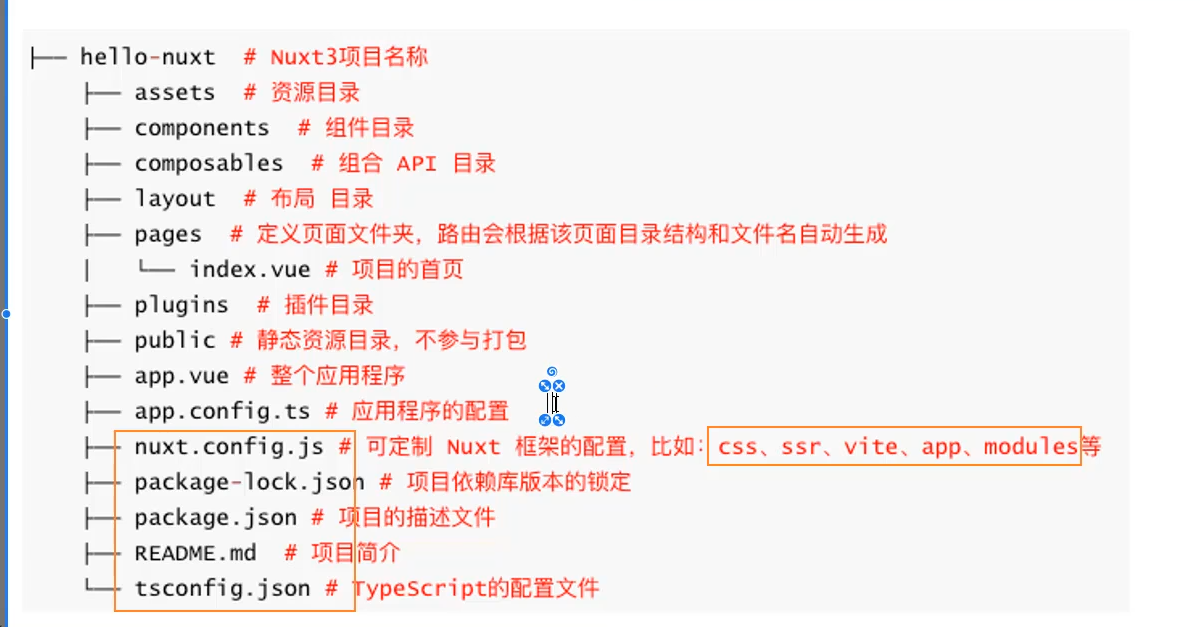 ├── hello-nuxt  # Nuxt3项目名称
    ├── assets  # 资源目录
    ├── components  # 组件目录
    ├── composables  # 组合 API 目录
    ├── layout  # 布局 目录
    ├── pages  # 定义页面文件夹，路由会根据该页面目录结构和文件名自动生成
    |   └── index.vue # 项目的首页
    ├── plugins  # 插件目录
    ├── public # 静态资源目录，不参与打包
    ├── app.vue # 整个应用程序
    ├── app.config.ts # 应用程序的配置
    ├── nuxt.config.js # 可定制 Nuxt 框架的配置，比如：css、ssr、vite、app、modules等
    ├── package-lock.json # 项目依赖库版本的锁定
    ├── package.json # 项目的描述文件
    ├── README.md  # 项目简介
    └── tsconfig.json # TypeScript的配置文件